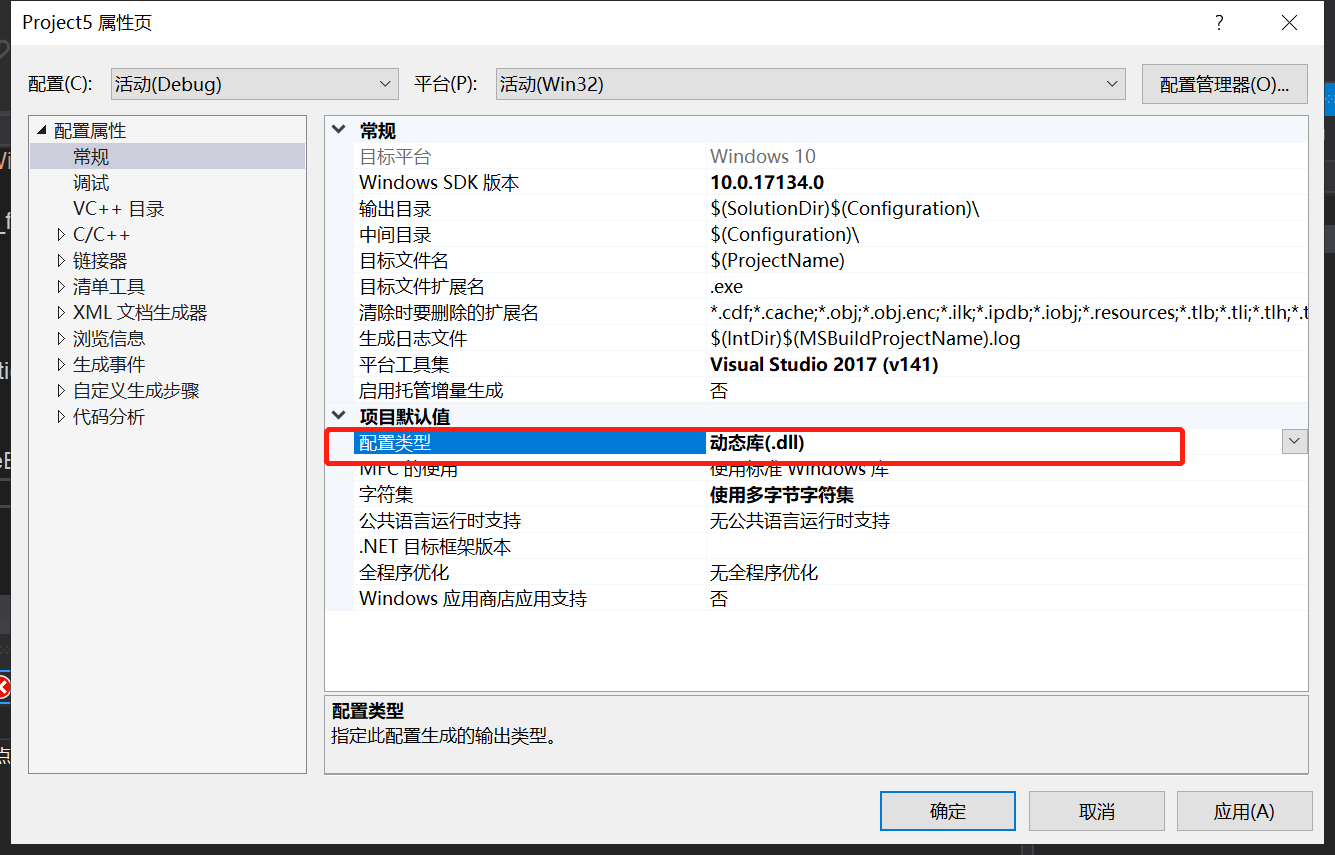 Project5 属性页
配置(C): 活动(Debug) 平台(P): 活动(Win32) 配置管理器(O)...
配置属性
常规
调试
VC++ 目录
C/C++
链接器
清单工具
XML 文档生成器
浏览信息
生成事件
自定义生成步骤
代码分析
常规
目标平台 Windows 10
Windows SDK 版本 10.0.17134.0
输出目录 $(SolutionDir)$(Configuration)\
中间目录 $(Configuration)\
目标文件名 $(ProjectName)
目标文件扩展名 .exe
清除时要删除的扩展名 *.cdf;*.cache;*.obj;*.obj.enc;*.ilk;*.ipdb;*.iobj;*.resources;*.tlb;*.tli;*.tlh;*.t
生成日志文件 $(IntDir)$(MSBuildProjectName).log
平台工具集 Visual Studio 2017 (v141)
启用托管增量生成 否
项目默认值
配置类型 动态库(.dll)
MFC 的使用 使用标准 Windows 库
字符集 使用多字节字符集
公共语言运行时支持 无公共语言运行时支持
.NET 目标框架版本
全程序优化 无全程序优化
Windows 应用商店应用支持 否
配置类型
指定此配置生成的输出类型。
确定 取消 应用(A)